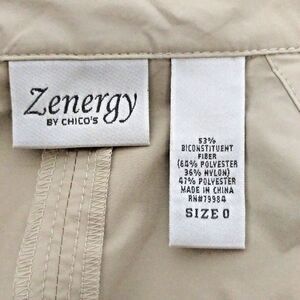 Zenergy
BY CHICO'S
53%
BICONSTITUENT
FIBER
(64% POLYESTER
36% NYLON)
47% POLYESTER
MADE IN CHINA
RN#79984
SIZE 0